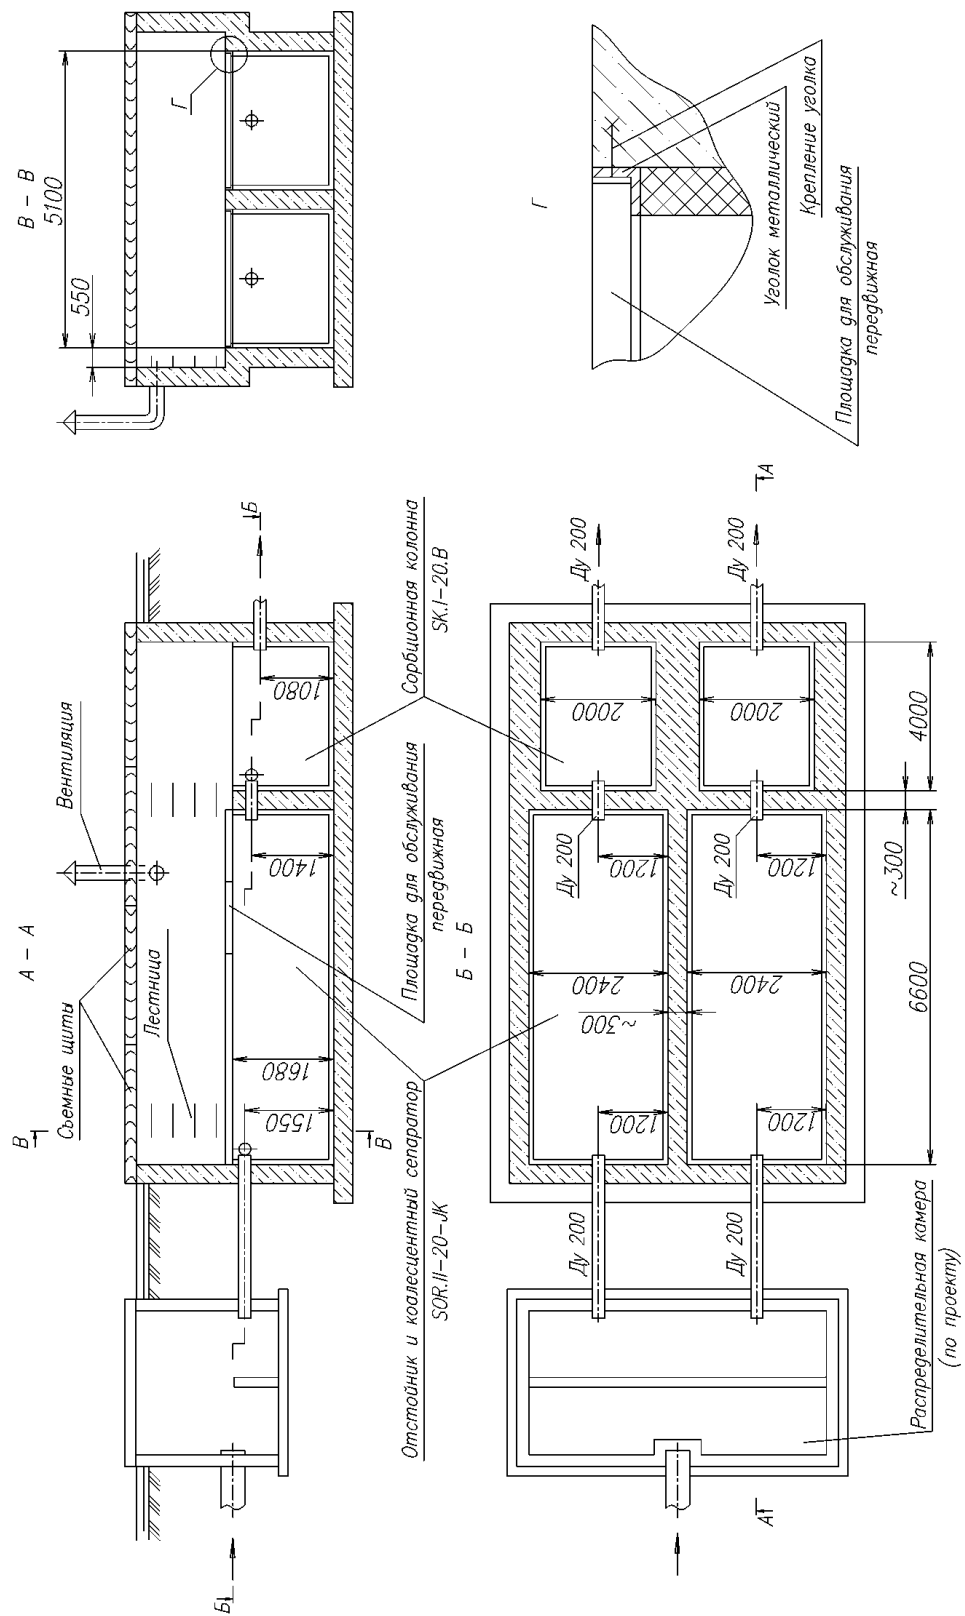 А – А
Съемные щиты
Лестница
Вентиляция
В
В
Б
Б
1550
1680
1400
1080
Отстойник и коалесцентный сепаратор
SOR.II-20-JK
Площадка для обслуживания
передвижная
Сорбционная колонна
SK.I-20.В
В – В
5100
550
Г
Б – Б
А
А
Ду 200
Ду 200
Ду 200
Ду 200
Ду 200
Ду 200
1200
1200
1200
1200
2400
2400
~300
2000
2000
6600
~300
4000
Распределительная камера
(по проекту)
Г
Уголок металлический
Крепление уголка
Площадка для обслуживания
передвижная